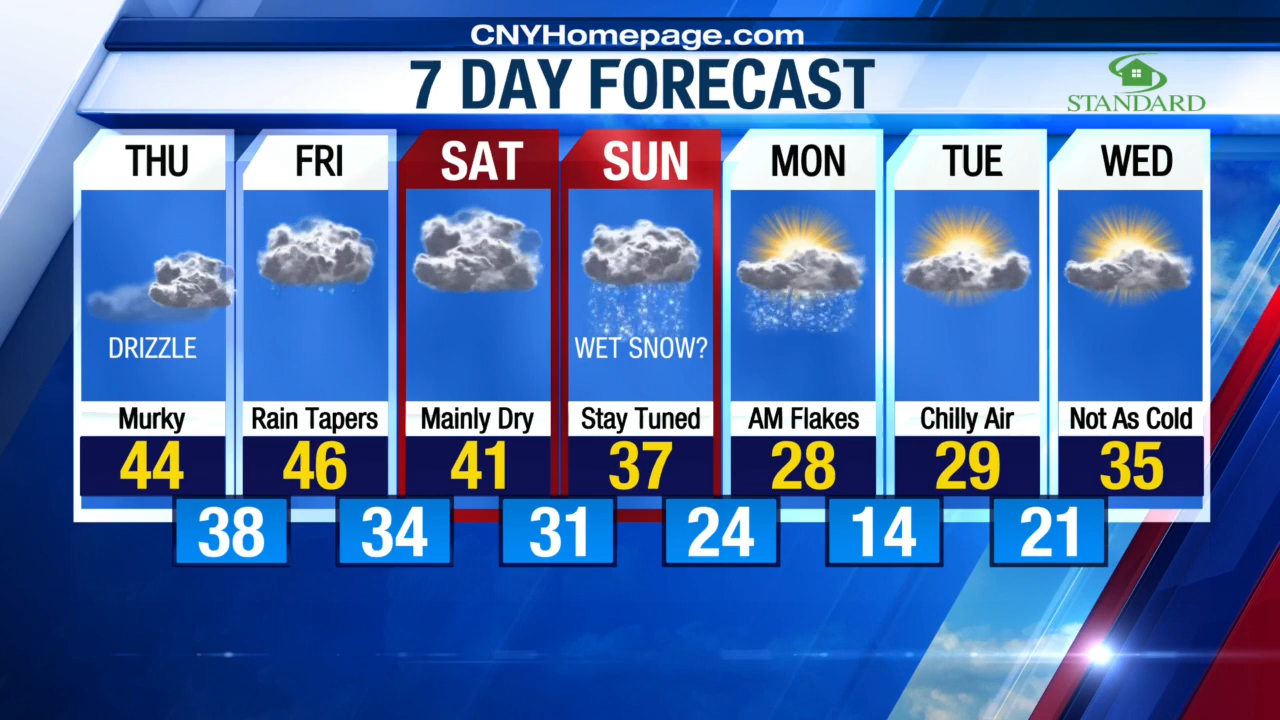 CNYHomepage.com
7 DAY FORECAST
STANDARD
THU FRI SAT SUN MON TUE WED
DRIZZLE WET SNOW?
Murky Rain Tapers Mainly Dry Stay Tuned AM Flakes Chilly Air Not As Cold
44 46 41 37 28 29 35
38 34 31 24 14 21